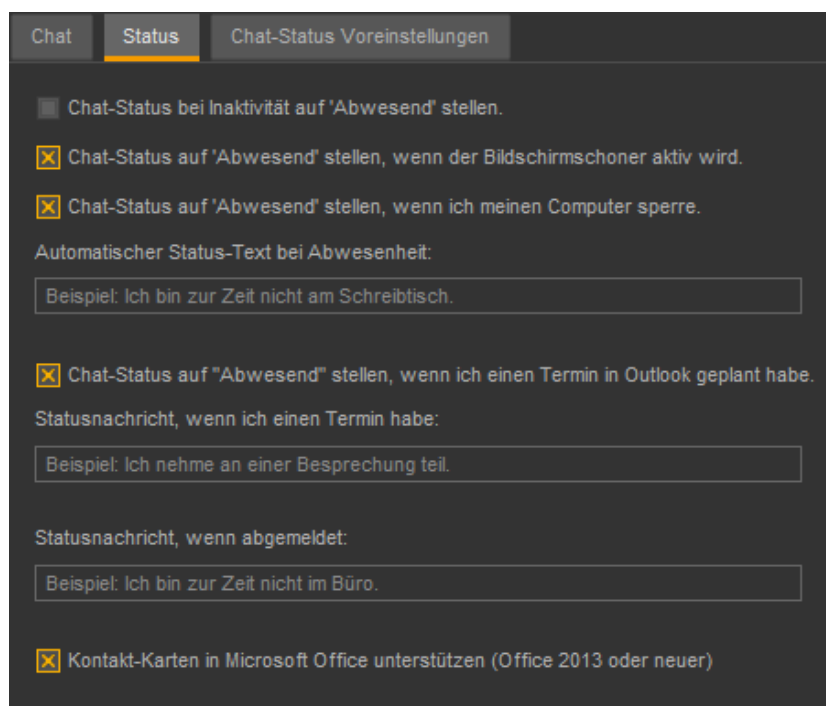 Chat Status Chat-Status Voreinstellungen
Chat-Status bei Inaktivität auf 'Abwesend' stellen.
Chat-Status auf 'Abwesend' stellen, wenn der Bildschirmschoner aktiv wird.
Chat-Status auf 'Abwesend' stellen, wenn ich meinen Computer sperre.
Automatischer Status-Text bei Abwesenheit:
Beispiel: Ich bin zur Zeit nicht am Schreibtisch.
Chat-Status auf "Abwesend" stellen, wenn ich einen Termin in Outlook geplant habe.
Statusnachricht, wenn ich einen Termin habe:
Beispiel: Ich nehme an einer Besprechung teil.
Statusnachricht, wenn abgemeldet:
Beispiel: Ich bin zur Zeit nicht im Büro.
Kontakt-Karten in Microsoft Office unterstützen (Office 2013 oder neuer)